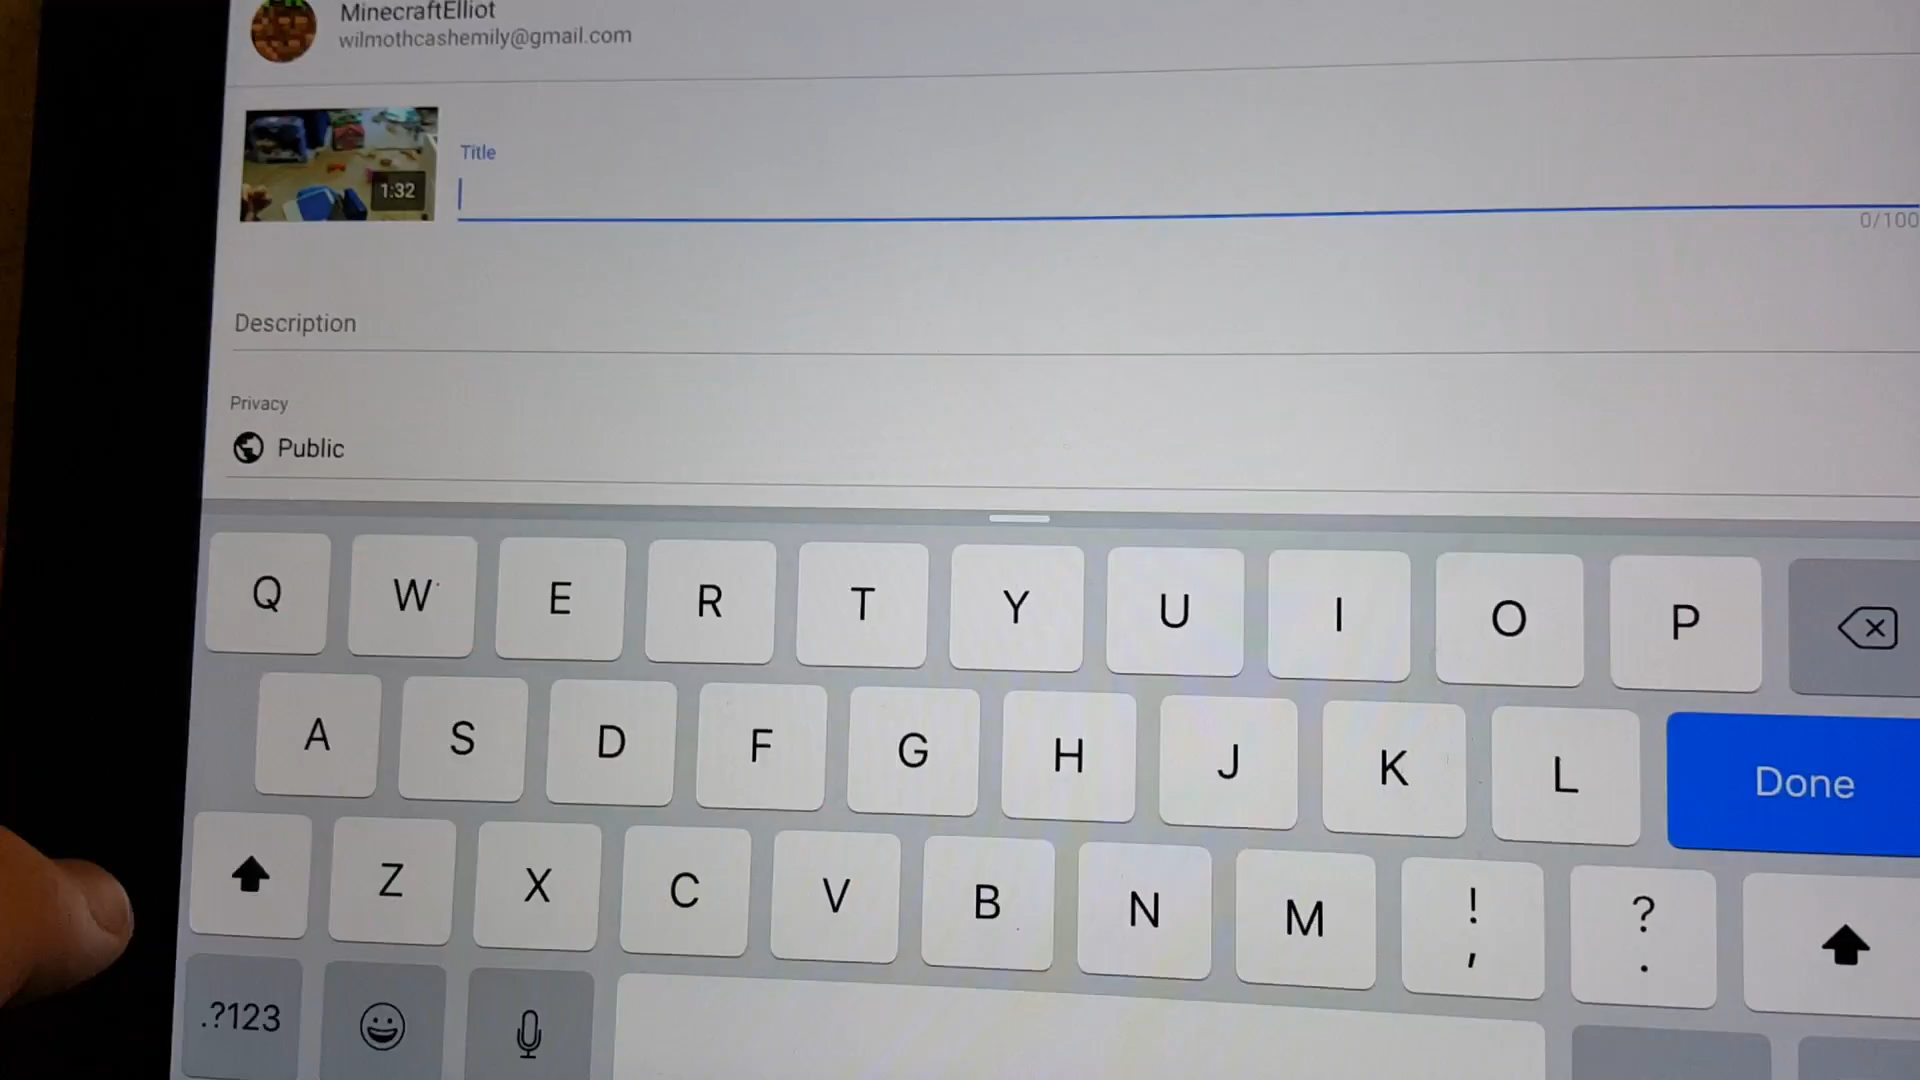 MinecraftElliot
wilmothcashemily@gmail.com
1:32
Title
0/100
Description
Privacy
Public
Q W E R T Y U I O P
A S D F G H J K L Done
Z X C V B N M ! , ? .
.?123